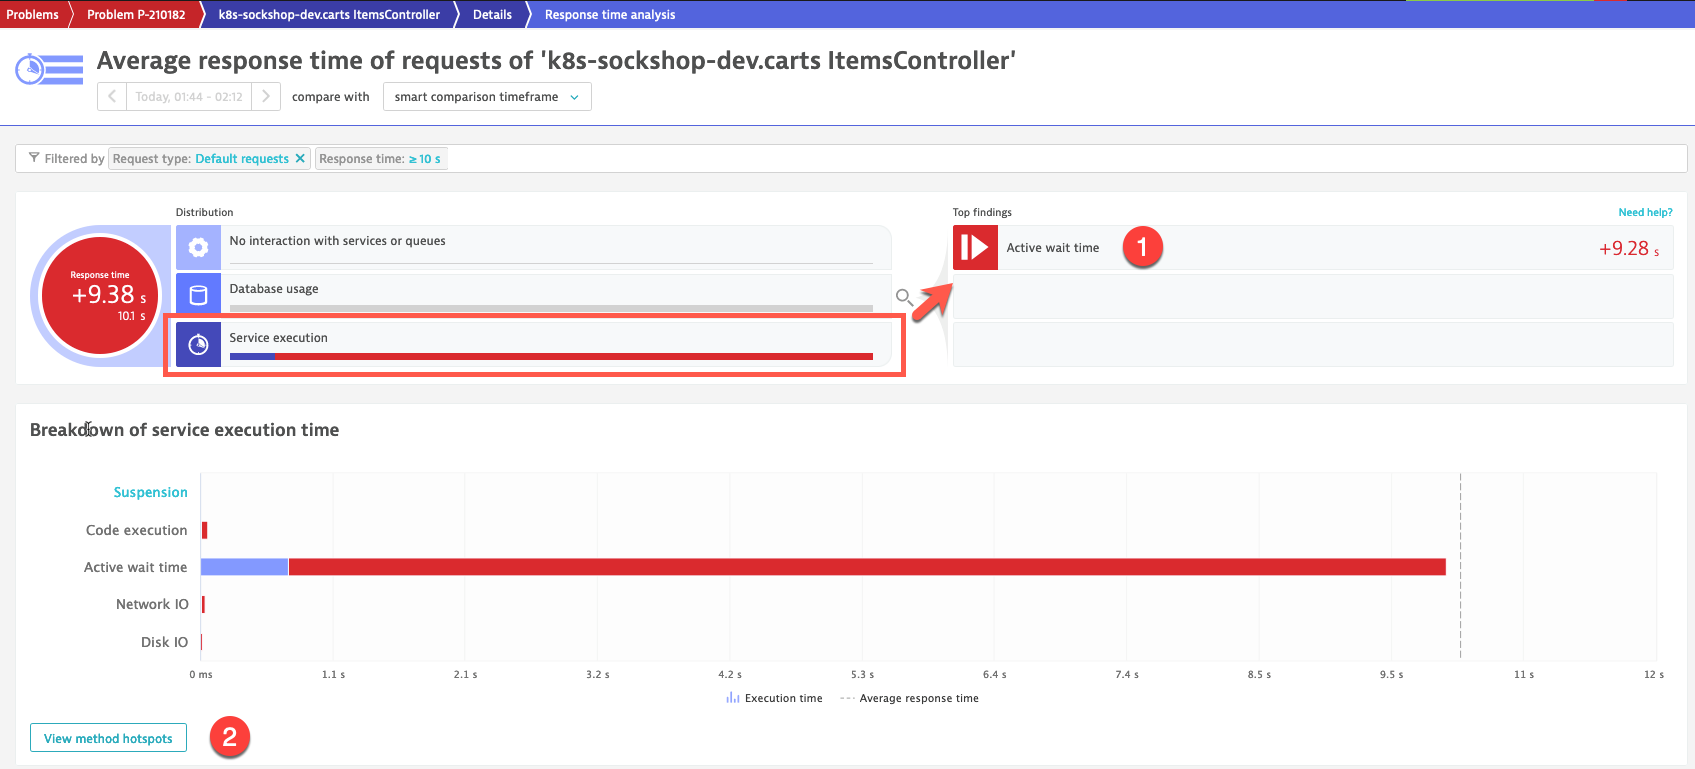 Problems
Problem P-210182
k8s-sockshop-dev.carts ItemsController
Details
Response time analysis
Average response time of requests of 'k8s-sockshop-dev.carts ItemsController'
Today, 01:44 - 02:12
compare with
smart comparison timeframe
Filtered by Request type: Default requests ✕ Response time: ≥ 10 s
Distribution
Response time
+9.38 s
10.1 s
No interaction with services or queues
Database usage
Service execution
Top findings
Need help?
Active wait time
1
+9.28 s
Breakdown of service execution time
Suspension
Code execution
Active wait time
Network IO
Disk IO
0 ms 1.1 s 2.1 s 3.2 s 4.2 s 5.3 s 6.4 s 7.4 s 8.5 s 9.5 s 11 s 12 s
Execution time Average response time
View method hotspots
2